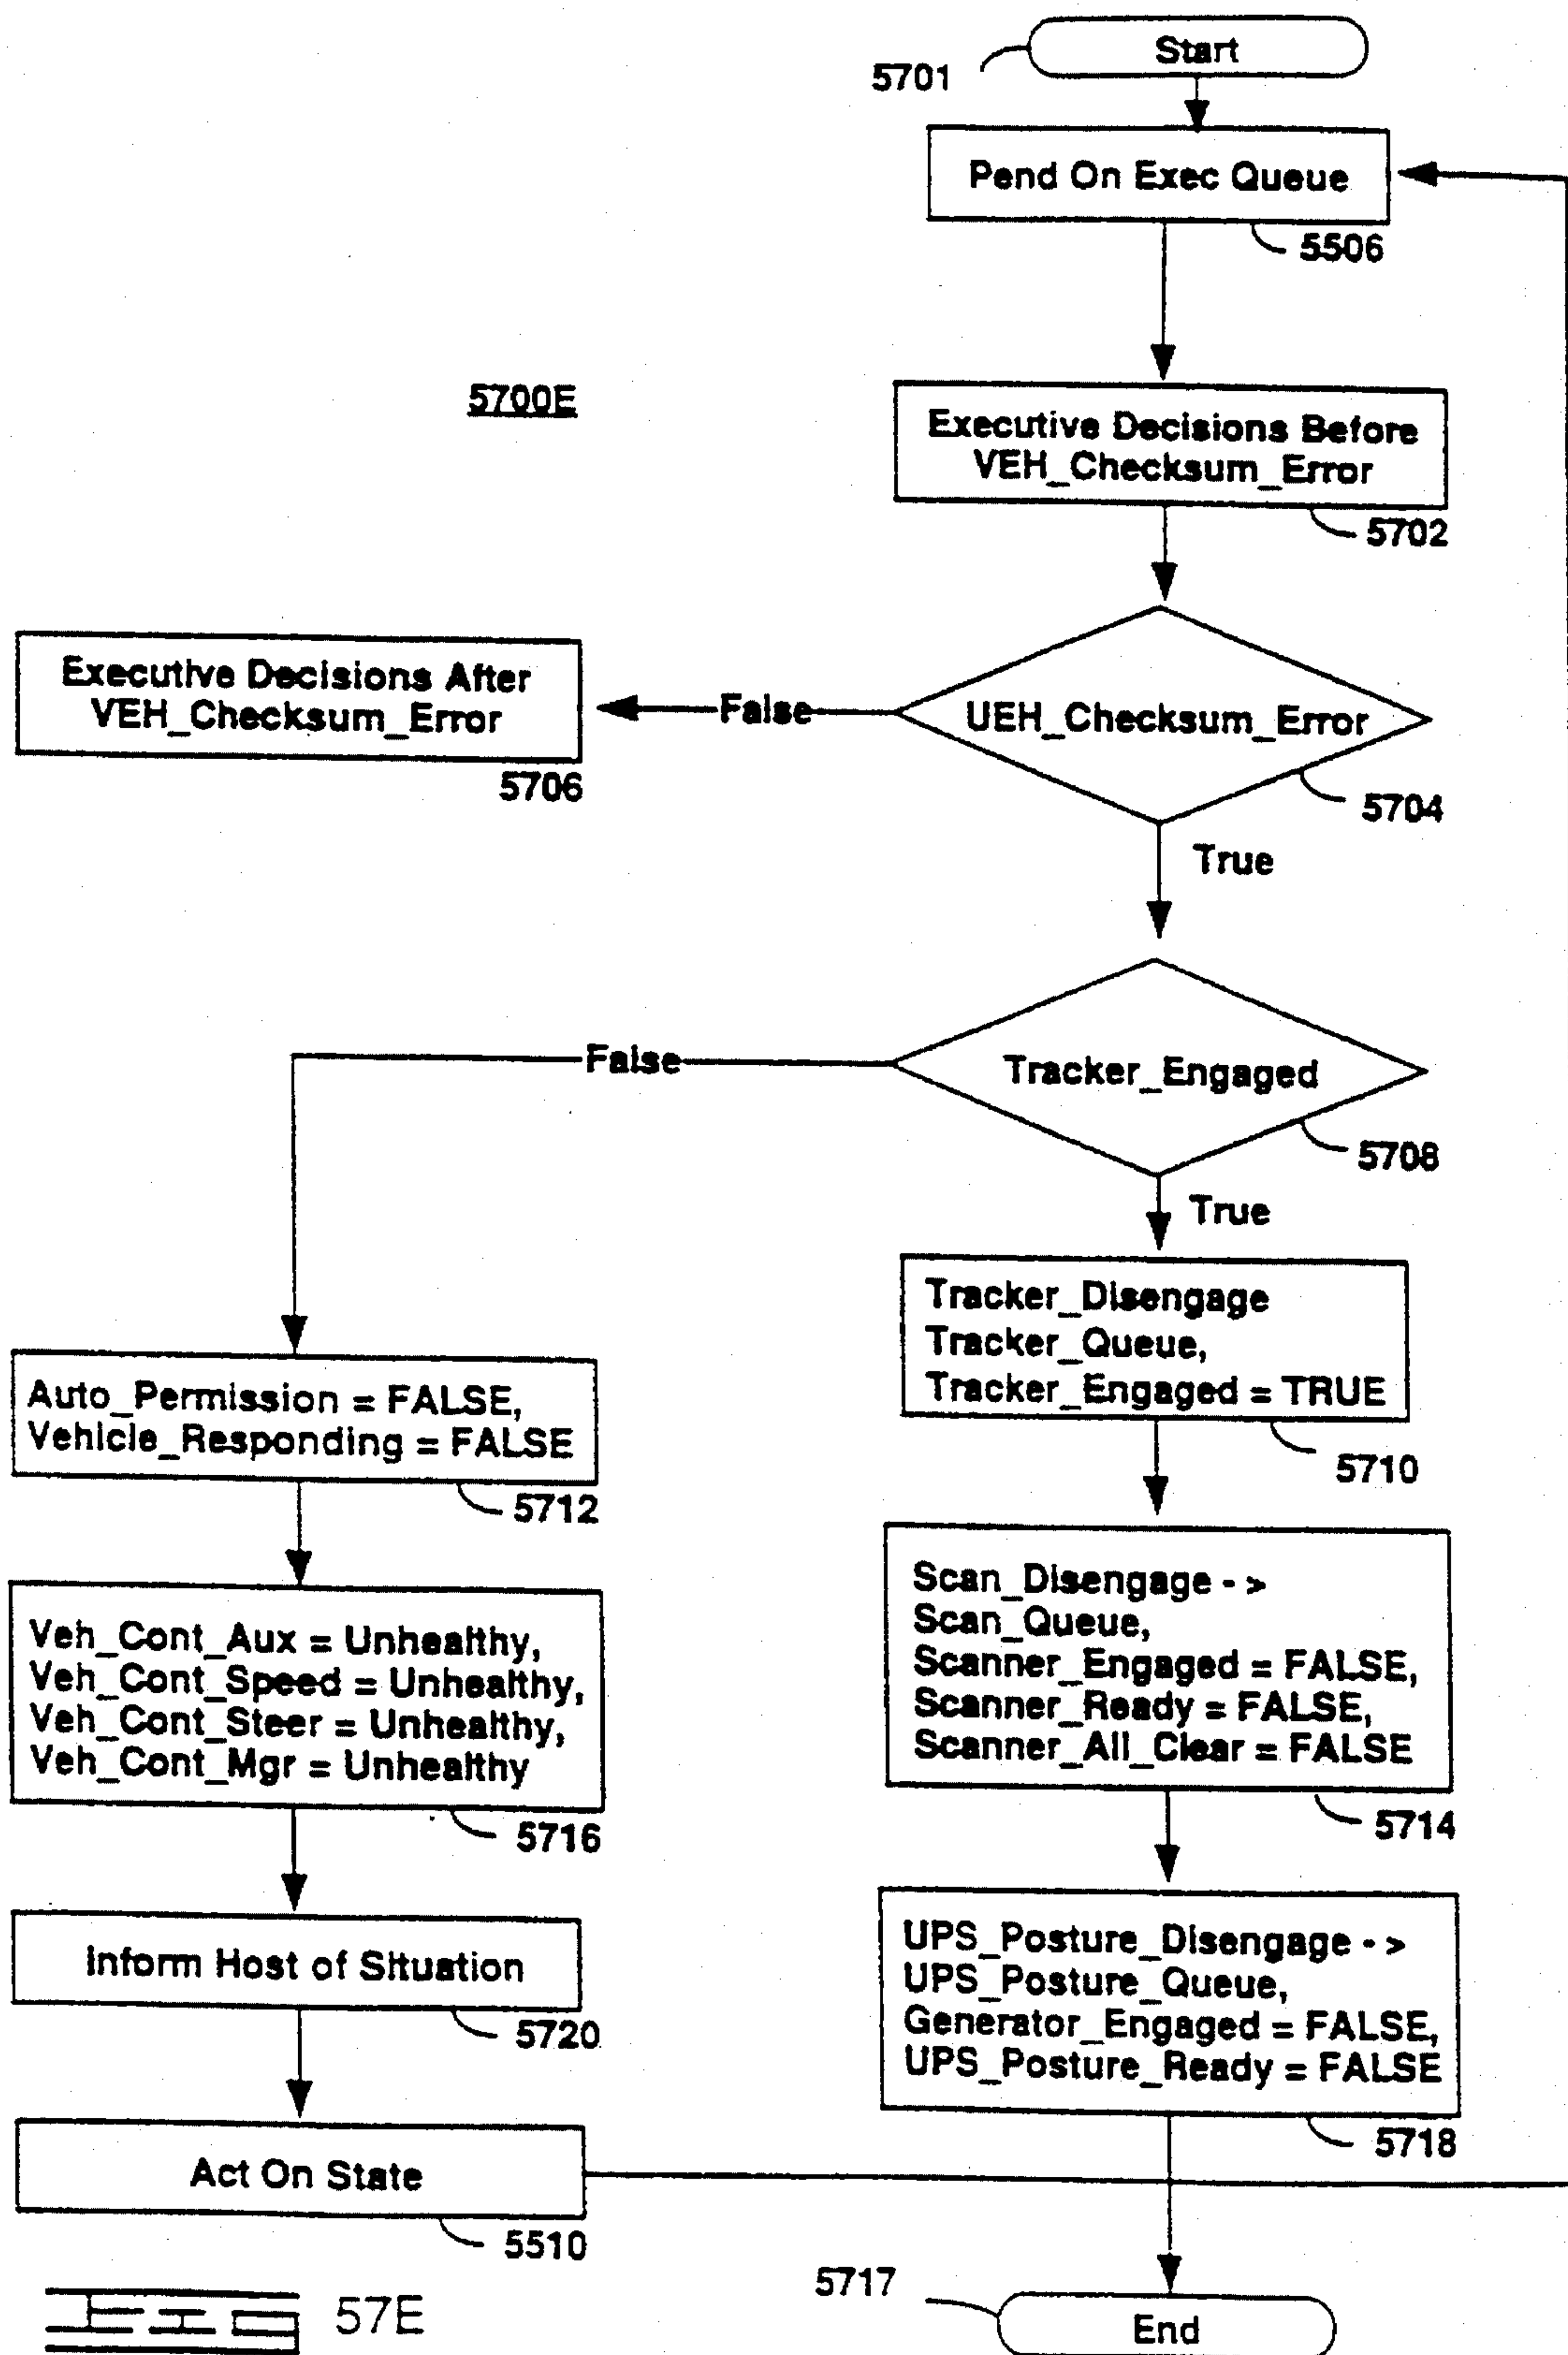 Start
5701
Pend On Exec Queue
5506
5700E
Executive Decisions Before
VEH_Checksum_Error
5702
Executive Decisions After
VEH_Checksum_Error
5706
False
UEH_Checksum_Error
5704
True
False
Tracker_Engaged
5708
True
Tracker_Disengage
Tracker_Queue,
Tracker_Engaged = TRUE
5710
Auto_Permission = FALSE,
Vehicle_Responding = FALSE
5712
Scan_Disengage - >
Scan_Queue,
Scanner_Engaged = FALSE,
Scanner_Ready = FALSE,
Scanner_All_Clear = FALSE
5714
Veh_Cont_Aux = Unhealthy,
Veh_Cont_Speed = Unhealthy,
Veh_Cont_Steer = Unhealthy,
Veh_Cont_Mgr = Unhealthy
5716
UPS_Posture_Disengage - >
UPS_Posture_Queue,
Generator_Engaged = FALSE,
UPS_Posture_Ready = FALSE
5718
Inform Host of Situation
5720
Act On State
5510
5717
End
FIG 57E